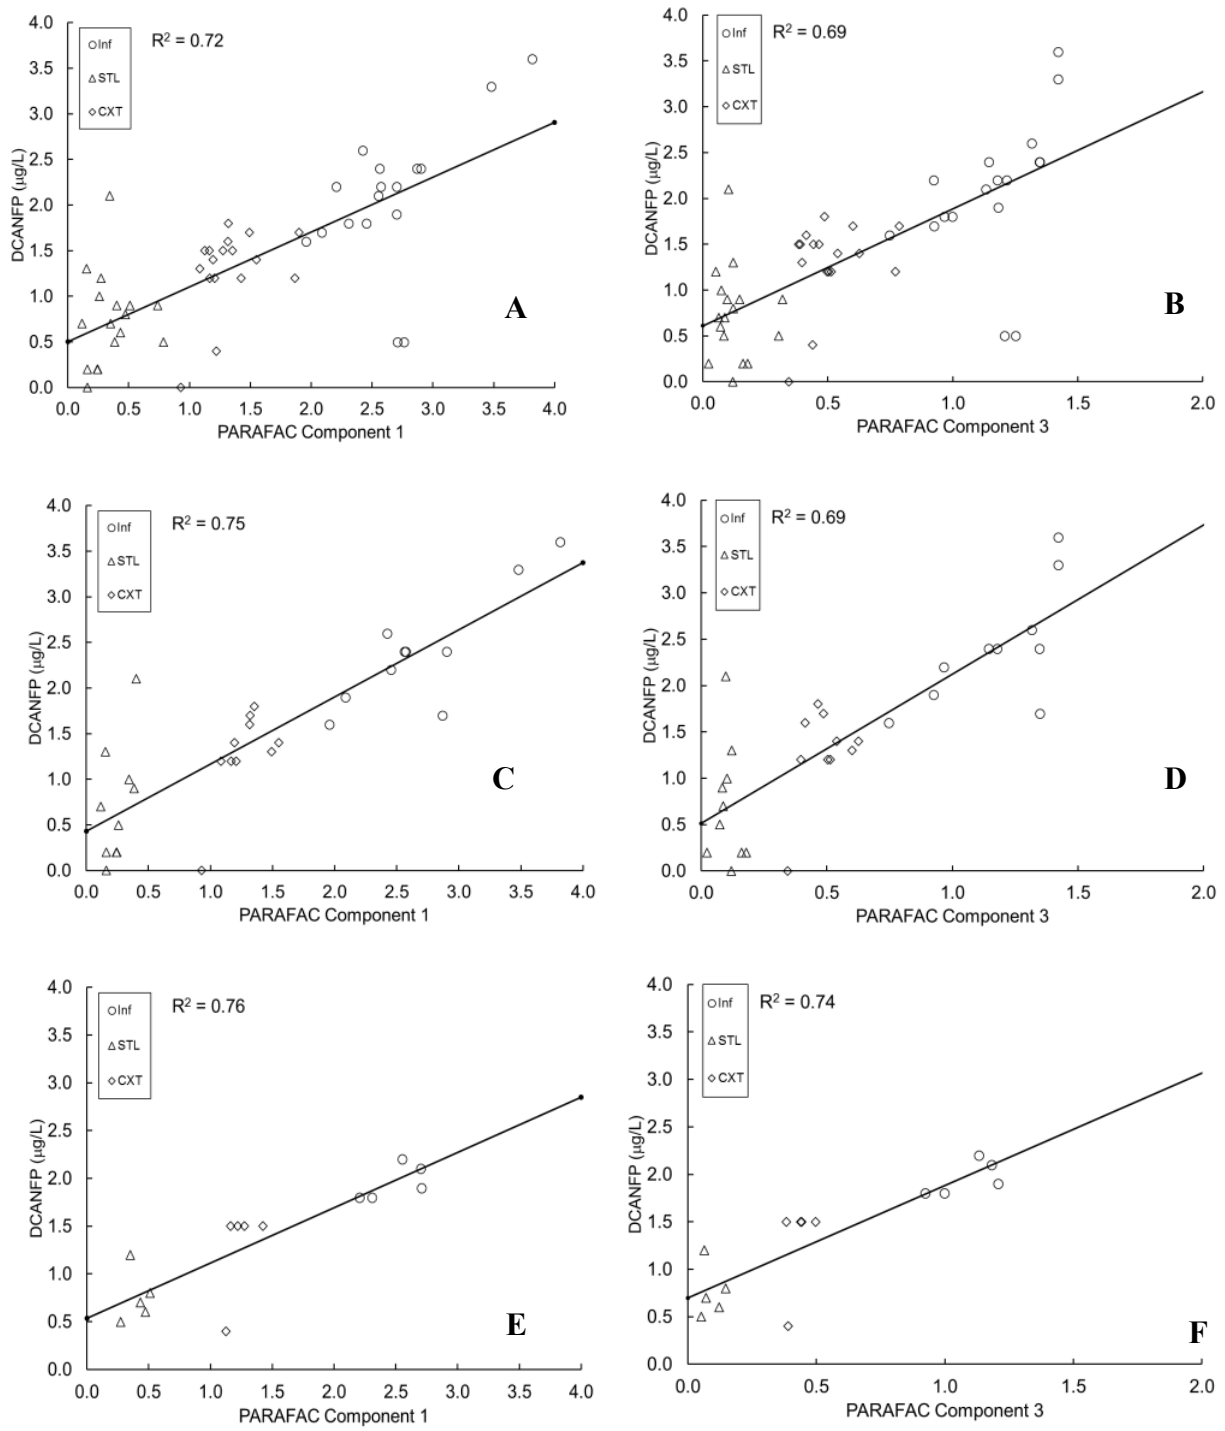 4.0
3.5
3.0
2.5
2.0
1.5
1.0
0.5
0.0
DCANFP (µg/L)
Inf
STL
CXT
R² = 0.72
A
0.0 0.5 1.0 1.5 2.0 2.5 3.0 3.5 4.0
PARAFAC Component 1
4.0
3.5
3.0
2.5
2.0
1.5
1.0
0.5
0.0
DCANFP (µg/L)
Inf
STL
CXT
R² = 0.69
B
0.0 0.5 1.0 1.5 2.0
PARAFAC Component 3
4.0
3.5
3.0
2.5
2.0
1.5
1.0
0.5
0.0
DCANFP (µg/L)
Inf
STL
CXT
R² = 0.75
C
0.0 0.5 1.0 1.5 2.0 2.5 3.0 3.5 4.0
PARAFAC Component 1
4.0
3.5
3.0
2.5
2.0
1.5
1.0
0.5
0.0
DCANFP (µg/L)
Inf
STL
CXT
R² = 0.69
D
0.0 0.5 1.0 1.5 2.0
PARAFAC Component 3
4.0
3.5
3.0
2.5
2.0
1.5
1.0
0.5
0.0
DCANFP (µg/L)
Inf
STL
CXT
R² = 0.76
E
0.0 0.5 1.0 1.5 2.0 2.5 3.0 3.5 4.0
PARAFAC Component 1
4.0
3.5
3.0
2.5
2.0
1.5
1.0
0.5
0.0
DCANFP (µg/L)
Inf
STL
CXT
R² = 0.74
F
0.0 0.5 1.0 1.5 2.0
PARAFAC Component 3